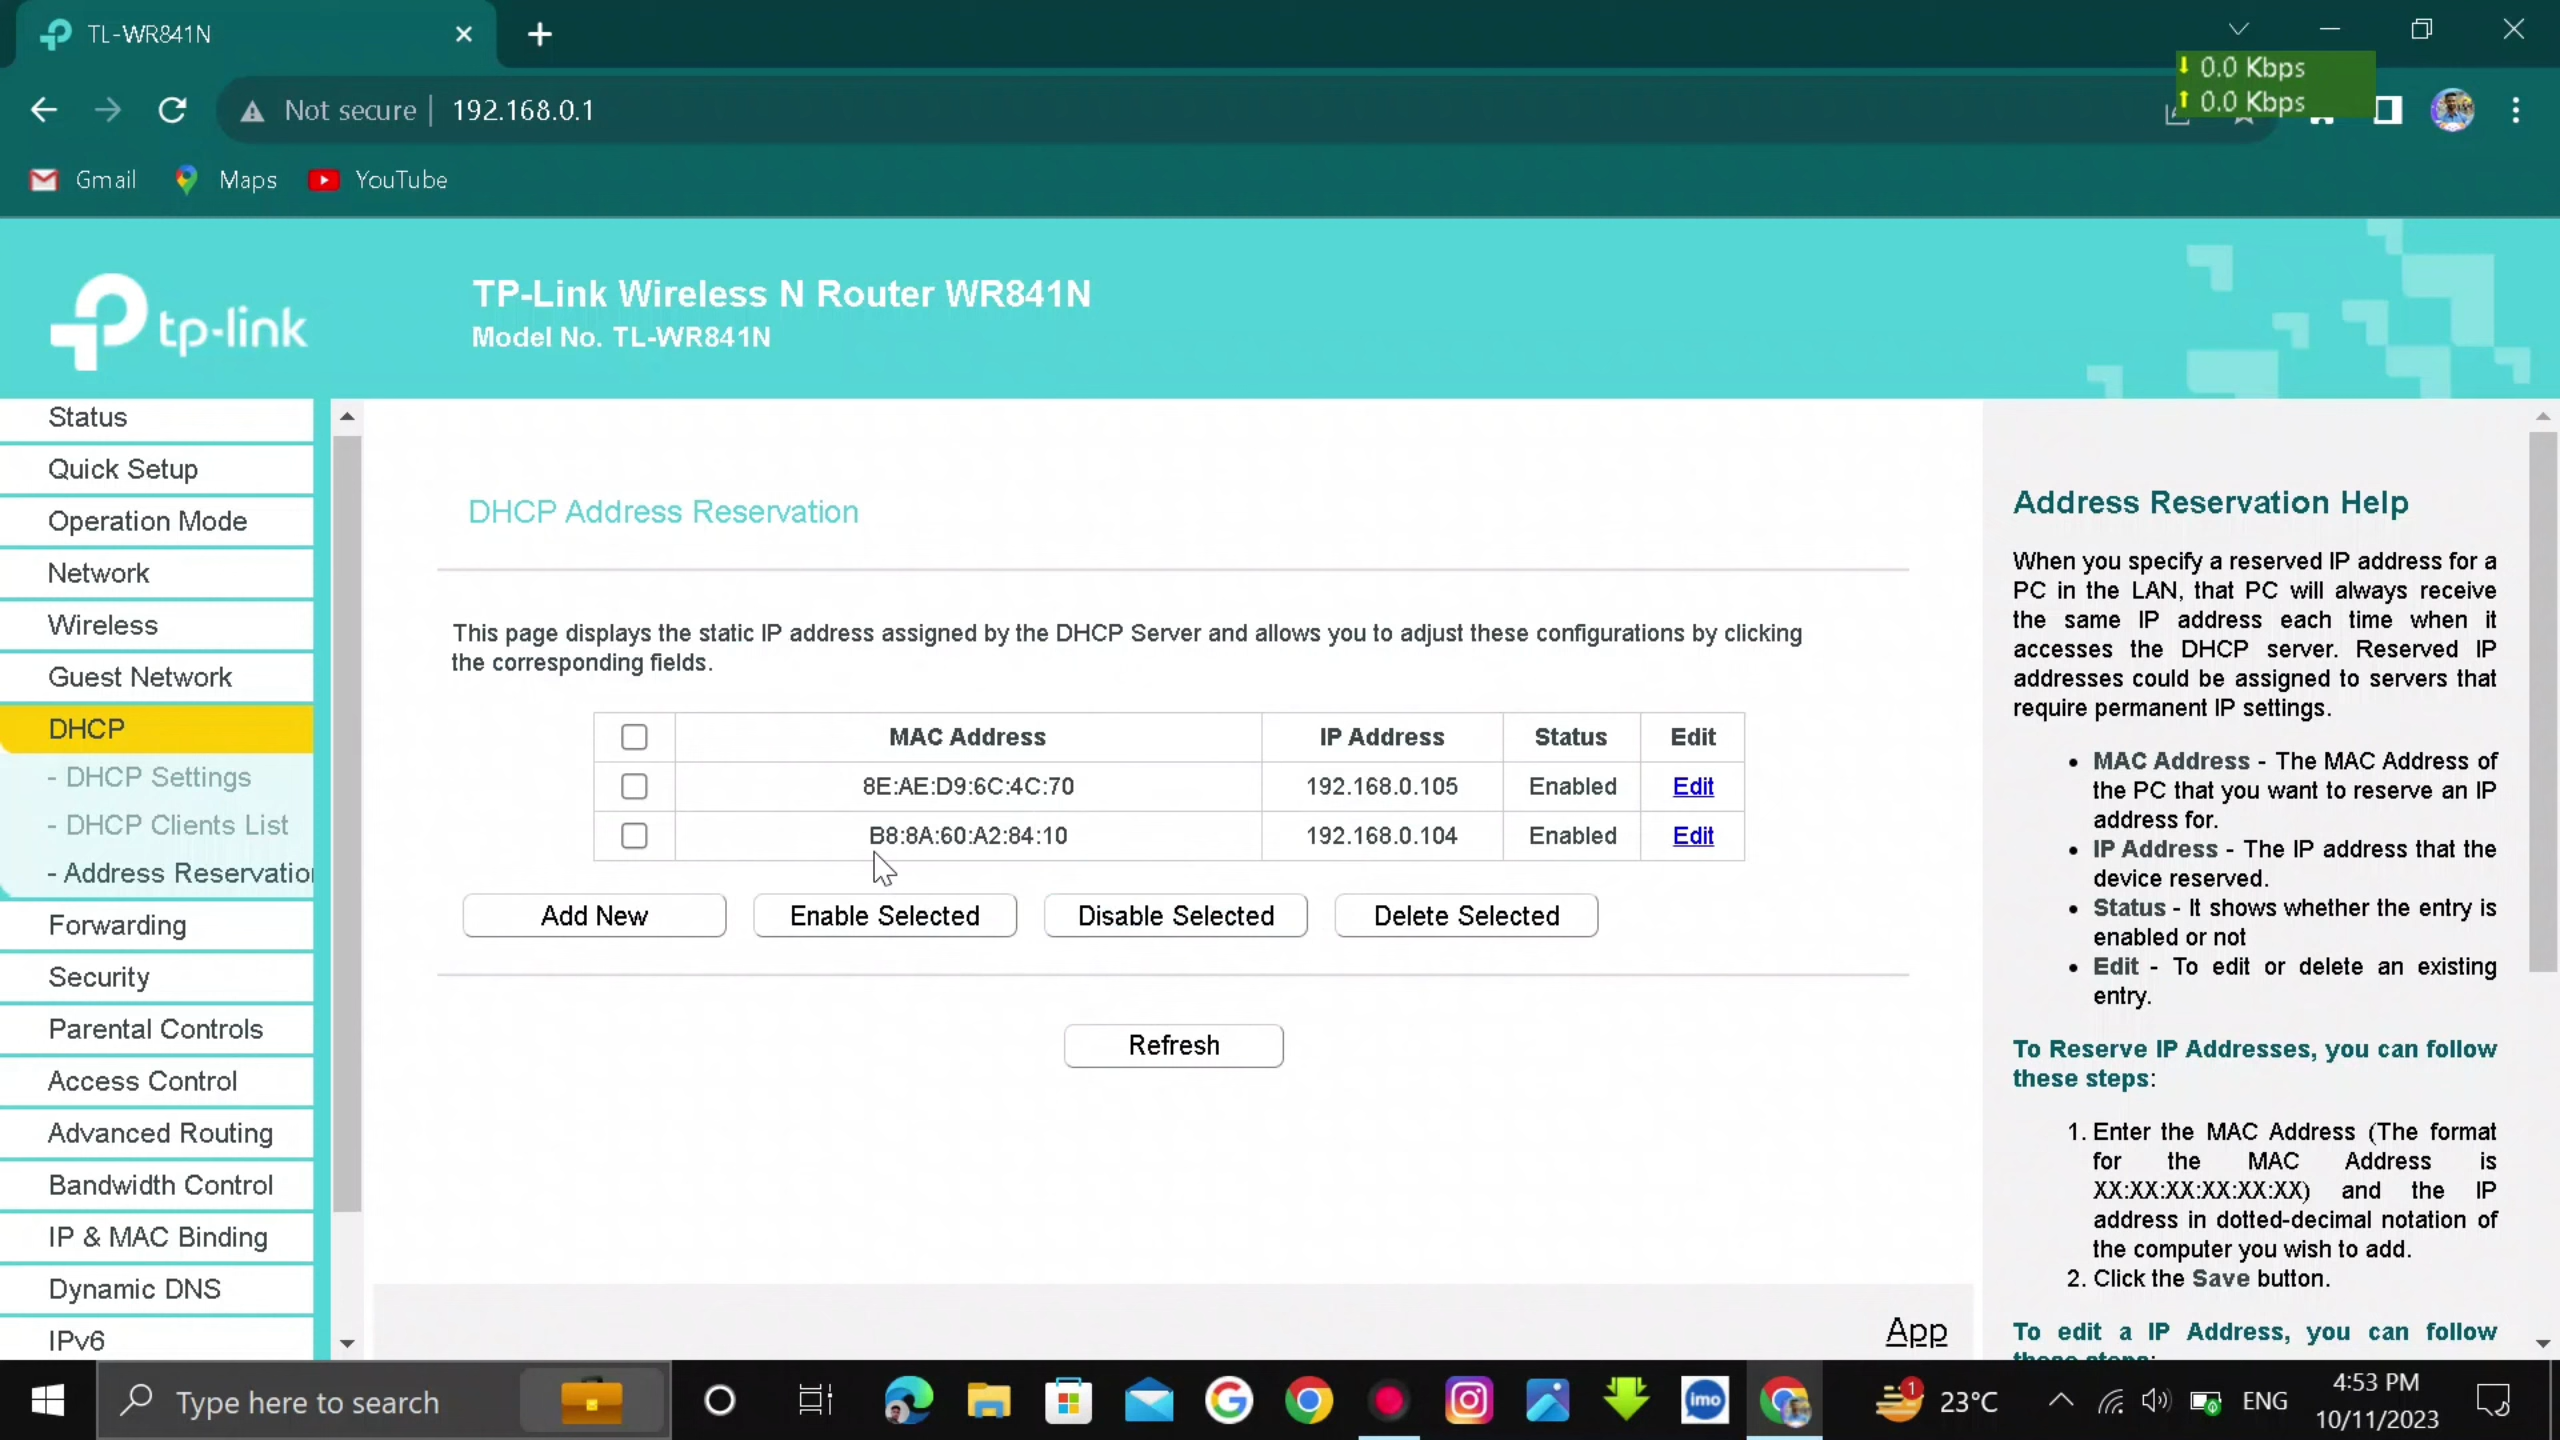 TL-WR841N
0.0 Kbps
0.0 Kbps
Not secure
192.168.0.1
Gmail
Maps
YouTube
tp-link
TP-Link Wireless N Router WR841N
Model No. TL-WR841N
Status
Quick Setup
Operation Mode
Network
Wireless
Guest Network
DHCP
- DHCP Settings
- DHCP Clients List
- Address Reservation
Forwarding
Security
Parental Controls
Access Control
Advanced Routing
Bandwidth Control
IP & MAC Binding
Dynamic DNS
IPv6
DHCP Address Reservation
This page displays the static IP address assigned by the DHCP Server and allows you to adjust these configurations by clicking
the corresponding fields.
MAC Address IP Address Status Edit
8E:AE:D9:6C:4C:70 192.168.0.105 Enabled Edit
B8:8A:60:A2:84:10 192.168.0.104 Enabled Edit
Add New Enable Selected Disable Selected Delete Selected
Refresh
App
Address Reservation Help
When you specify a reserved IP address for a
PC in the LAN, that PC will always receive
the same IP address each time when it
accesses the DHCP server. Reserved IP
addresses could be assigned to servers that
require permanent IP settings.
• MAC Address - The MAC Address of
the PC that you want to reserve an IP
address for.
• IP Address - The IP address that the
device reserved.
• Status - It shows whether the entry is
enabled or not
• Edit - To edit or delete an existing
entry.
To Reserve IP Addresses, you can follow
these steps:
1. Enter the MAC Address (The format
for the MAC Address is
XX:XX:XX:XX:XX:XX) and the IP
address in dotted-decimal notation of
the computer you wish to add.
2. Click the Save button.
To edit a IP Address, you can follow
these steps:
Type here to search
imo
1
23°C
ENG
4:53 PM
10/11/2023